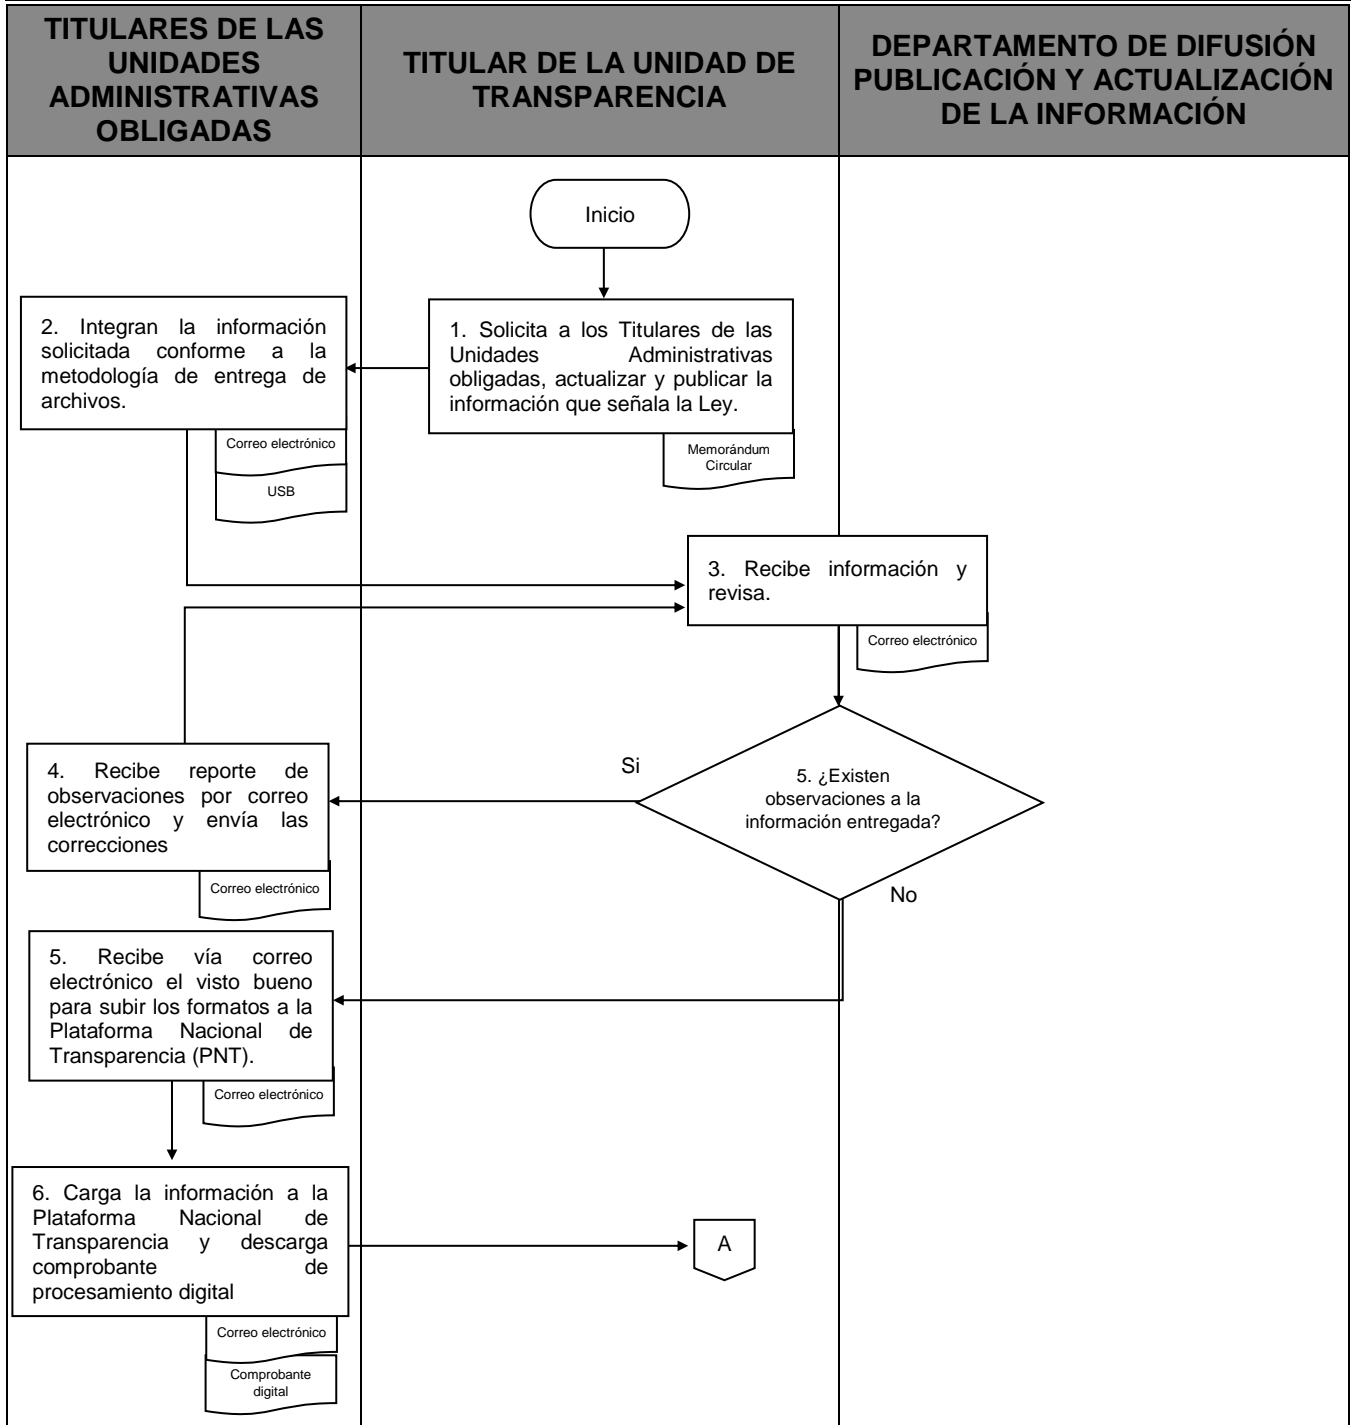 TITULARES DE LAS
UNIDADES
ADMINISTRATIVAS
OBLIGADAS
TITULAR DE LA UNIDAD DE
TRANSPARENCIA
DEPARTAMENTO DE DIFUSIÓN
PUBLICACIÓN Y ACTUALIZACIÓN
DE LA INFORMACIÓN
Inicio
1. Solicita a los Titulares de las
Unidades Administrativas
obligadas, actualizar y publicar la
información que señala la Ley.
Memorándum
Circular
2. Integran la información
solicitada conforme a la
metodología de entrega de
archivos.
Correo electrónico
USB
3. Recibe información y
revisa.
Correo electrónico
Si
5. ¿Existen
observaciones a la
información entregada?
No
4. Recibe reporte de
observaciones por correo
electrónico y envía las
correcciones
Correo electrónico
5. Recibe vía correo
electrónico el visto bueno
para subir los formatos a la
Plataforma Nacional de
Transparencia (PNT).
Correo electrónico
6. Carga la información a la
Plataforma Nacional de
Transparencia y descarga
comprobante de
procesamiento digital
Correo electrónico
Comprobante
digital
A